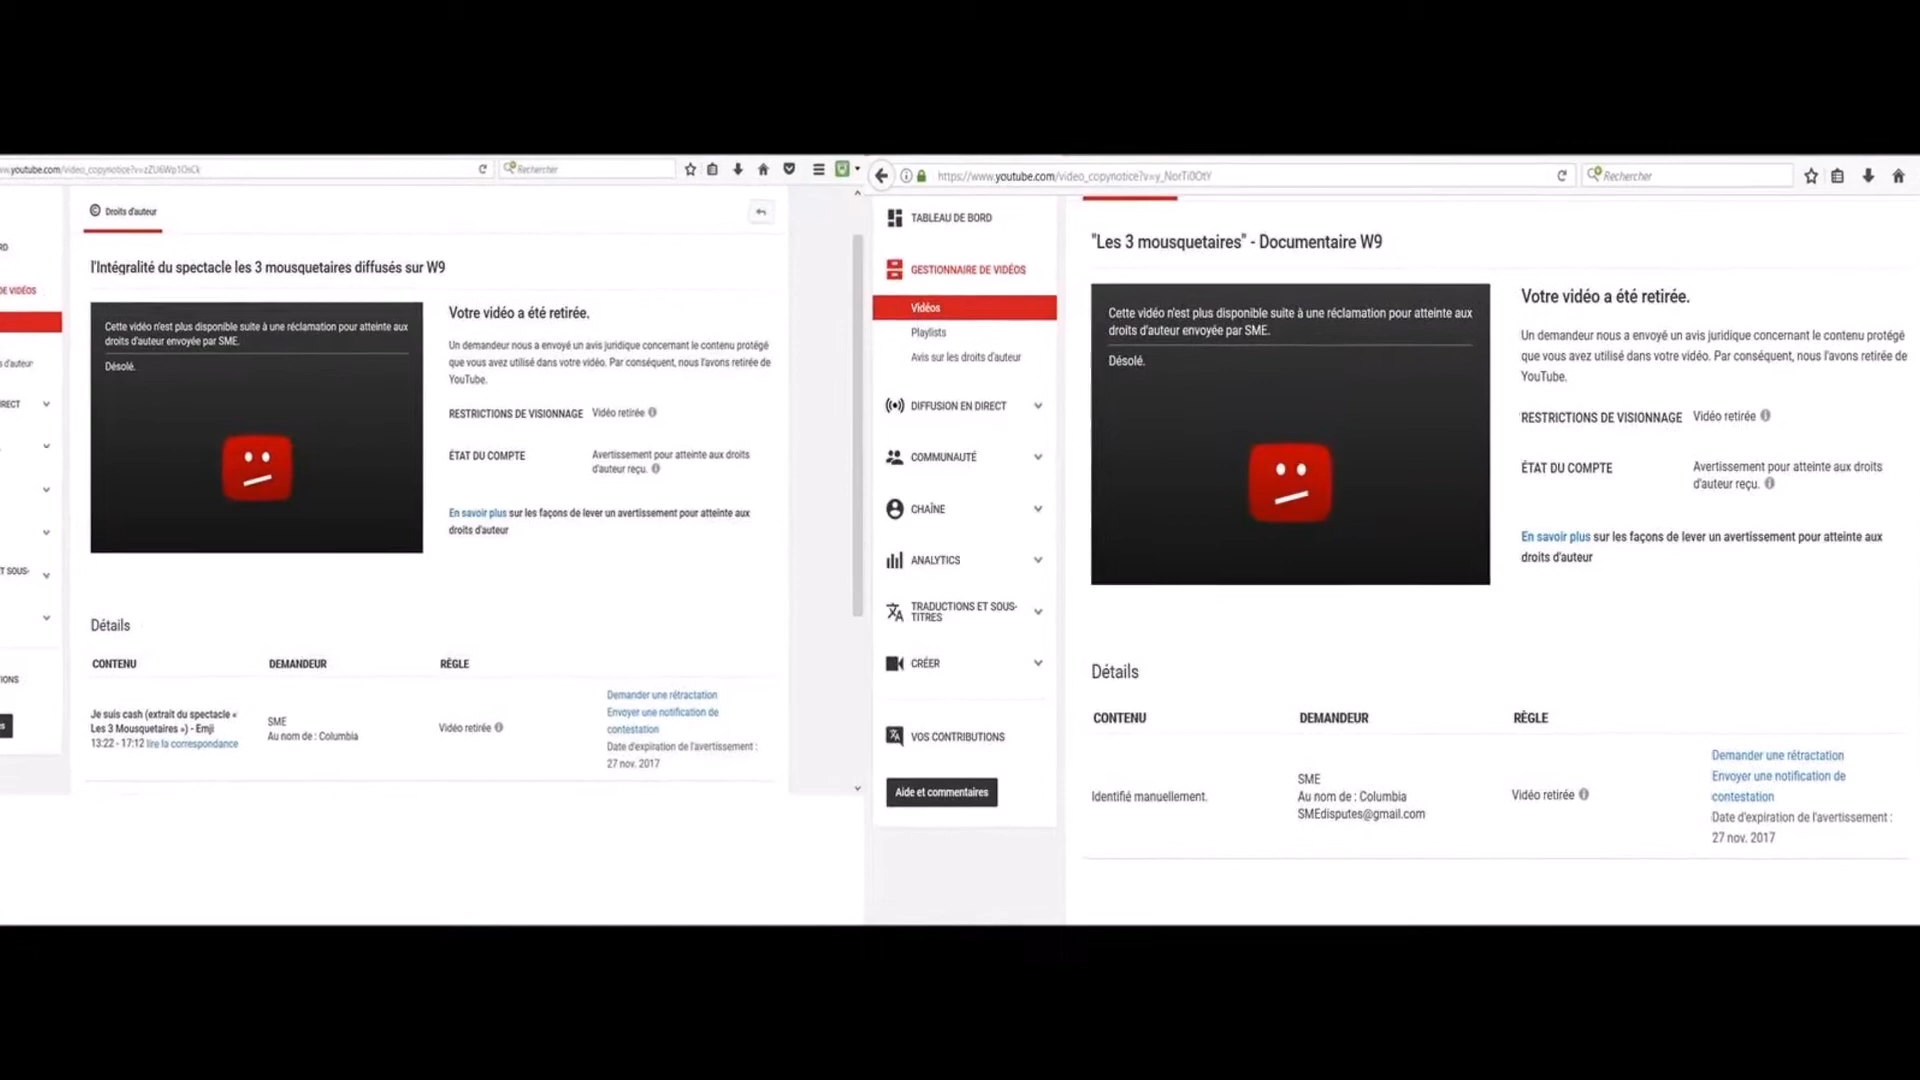 youtube.com/video_copynotice?v=zZU6Wp1OsCk
Rechercher
Droits d'auteur
DE VIDÉOS
l'Intégralité du spectacle les 3 mousquetaires diffusés sur W9
Cette vidéo n'est plus disponible suite à une réclamation pour atteinte aux
droits d'auteur envoyée par SME.
Désolé.
Votre vidéo a été retirée.
Un demandeur nous a envoyé un avis juridique concernant le contenu protégé
que vous avez utilisé dans votre vidéo. Par conséquent, nous l'avons retirée de
YouTube.
RESTRICTIONS DE VISIONNAGE Vidéo retirée
ÉTAT DU COMPTE Avertissement pour atteinte aux droits
d'auteur reçu.
En savoir plus sur les façons de lever un avertissement pour atteinte aux
droits d'auteur
Détails
CONTENU DEMANDEUR RÈGLE
Je suis cash (extrait du spectacle «
Les 3 Mousquetaires ») - Emji
13:22 - 17:12 lire la correspondance
SME
Au nom de : Columbia
Vidéo retirée
Demander une rétractation
Envoyer une notification de
contestation
Date d'expiration de l'avertissement :
27 nov. 2017
https://www.youtube.com/video_copynotice?v=y_NorTi0OtY
Rechercher
TABLEAU DE BORD
GESTIONNAIRE DE VIDÉOS
Vidéos
Playlists
Avis sur les droits d'auteur
DIFFUSION EN DIRECT
COMMUNAUTÉ
CHAÎNE
ANALYTICS
TRADUCTIONS ET SOUS-
TITRES
CRÉER
VOS CONTRIBUTIONS
Aide et commentaires
"Les 3 mousquetaires" - Documentaire W9
Cette vidéo n'est plus disponible suite à une réclamation pour atteinte aux
droits d'auteur envoyée par SME.
Désolé.
Votre vidéo a été retirée.
Un demandeur nous a envoyé un avis juridique concernant le contenu protégé
que vous avez utilisé dans votre vidéo. Par conséquent, nous l'avons retirée de
YouTube.
RESTRICTIONS DE VISIONNAGE Vidéo retirée
ÉTAT DU COMPTE Avertissement pour atteinte aux droits
d'auteur reçu.
En savoir plus sur les façons de lever un avertissement pour atteinte aux
droits d'auteur
Détails
CONTENU DEMANDEUR RÈGLE
Identifié manuellement.
SME
Au nom de : Columbia
SMEdisputes@gmail.com
Vidéo retirée
Demander une rétractation
Envoyer une notification de
contestation
Date d'expiration de l'avertissement :
27 nov. 2017